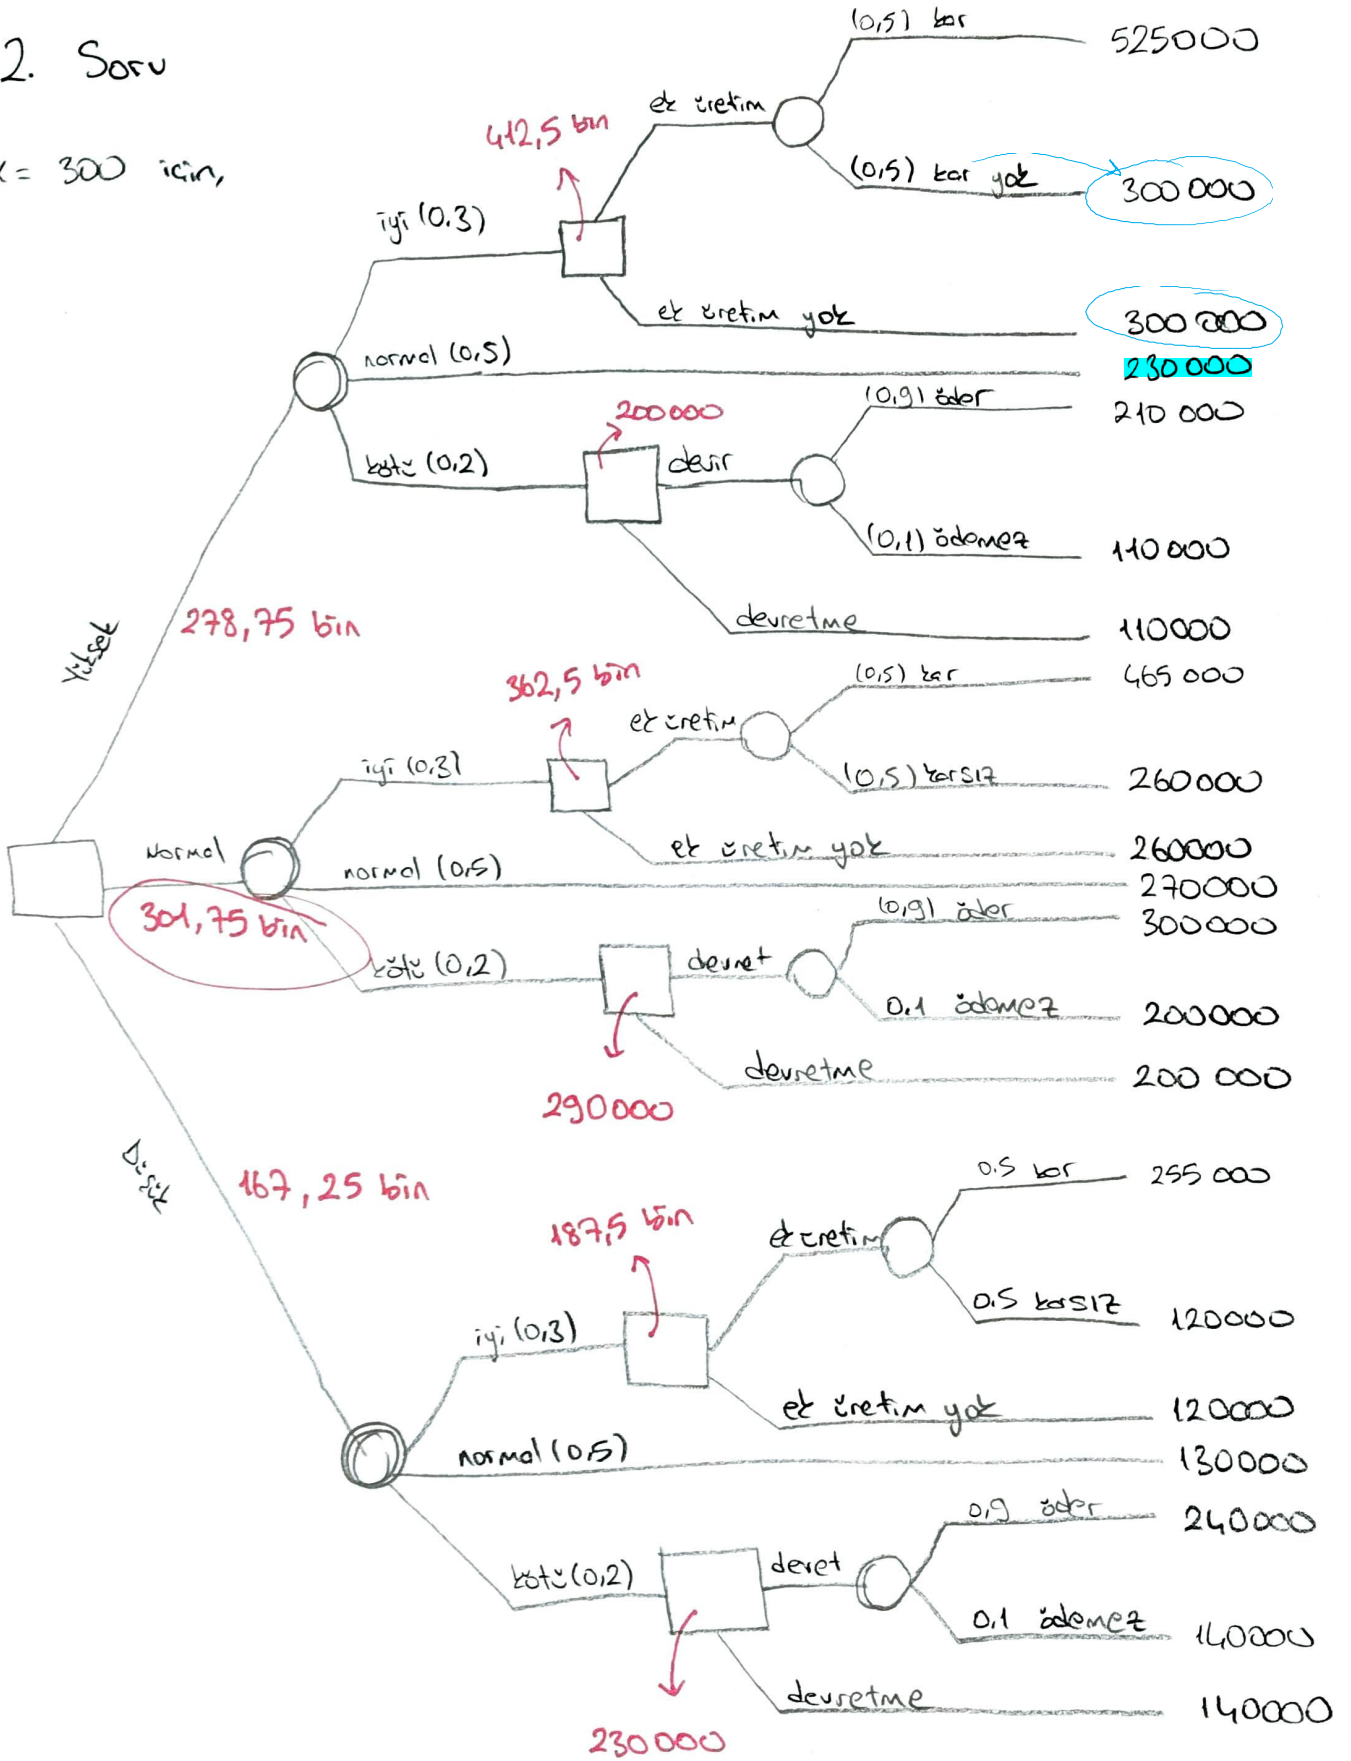 2. Soru
x = 300 için,
(0,5) kar 525000
ek üretim
412,5 bin
(0,5) kar yok 300 000
iyi (0.3)
ek üretim yok 300 000
normal (0,5) 230 000
(0,9) öder 210 000
200000
kötü (0,2) devir
(0,1) ödemez 110 000
devretme 110000
278,75 bin
Yüksek
(0,5) kar 465 000
362,5 bin
ek üretim
iyi (0,3)
(0,5) karsız 260000
ek üretim yok 260000
Normal
normal (0,5) 270000
(0,9) öder 300000
301,75 bin
kötü (0,2) devret
0.1 ödemez 200000
devretme 200 000
290000
Düşük
167,25 bin
0.5 kar 255 000
187,5 bin
ek üretim
iyi (0,3)
0.5 karsız 120000
ek üretim yok 120000
normal (0,5) 130000
0,9 öder 240000
kötü (0,2) devret
0.1 ödemez 140000
devretme 140000
230000